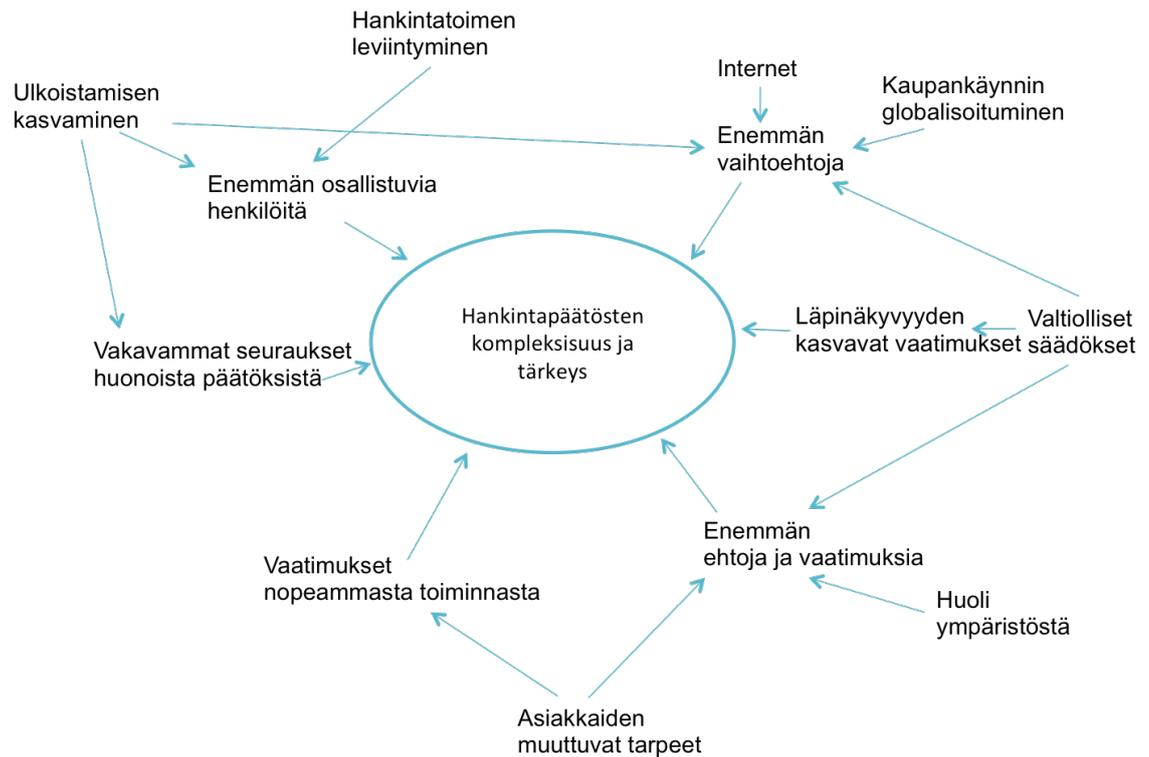 Hankintatoimen
leviintyminen
Ulkoistamisen
kasvaminen
Internet
Kaupankäynnin
globalisoituminen
Enemmän
vaihtoehtoja
Enemmän osallistuvia
henkilöitä
Hankintapäätösten
kompleksisuus ja
tärkeys
Läpinäkyvyyden
kasvavat vaatimukset
Valtiolliset
säädökset
Vakavammat seuraukset
huonoista päätöksistä
Enemmän
ehtoja ja vaatimuksia
Vaatimukset
nopeammasta toiminnasta
Huoli
ympäristöstä
Asiakkaiden
muuttuvat tarpeet